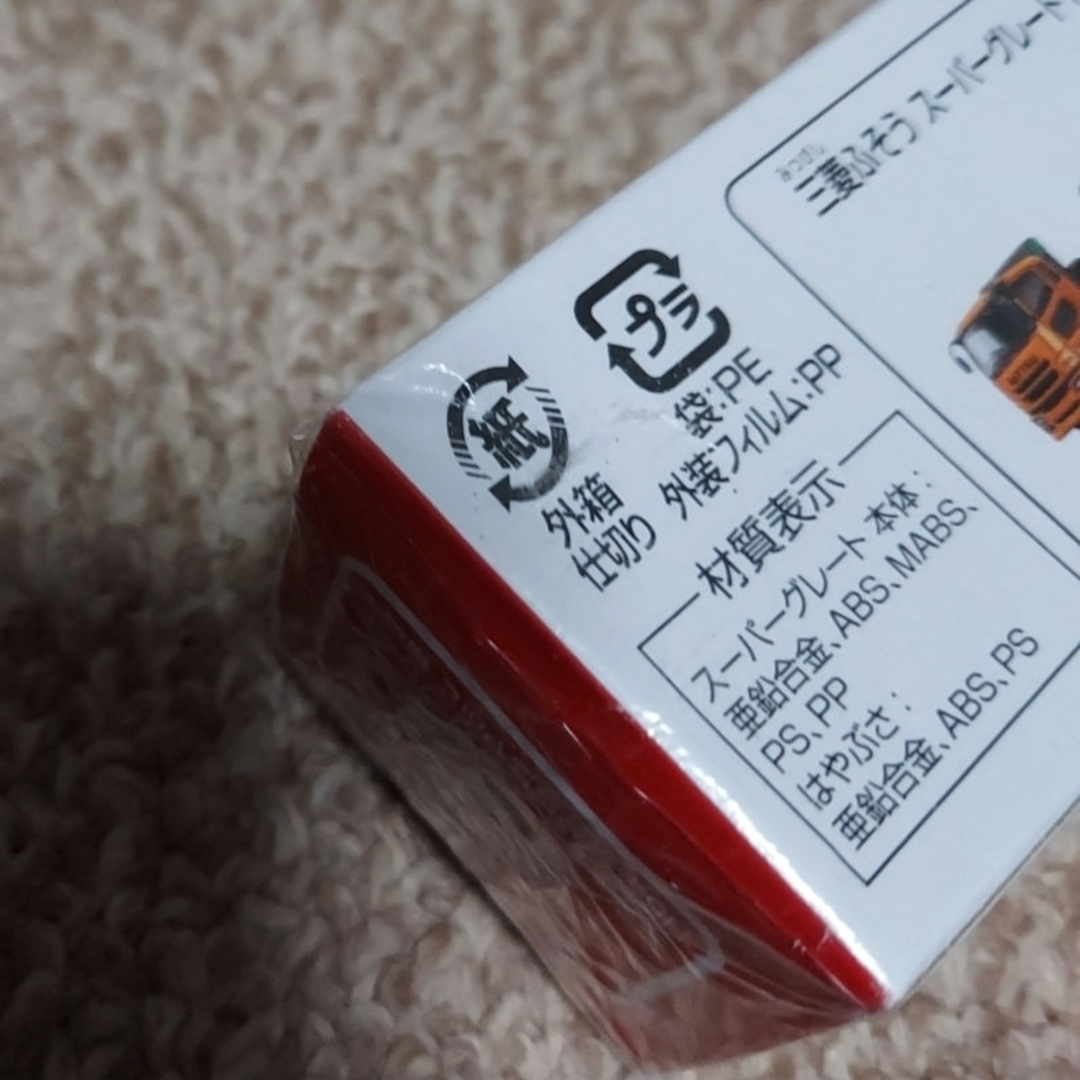 みつびし
三菱ふそう スーパーグレート
プラ
袋:PE
外装フィルム:PP
紙
外箱
仕切り
材質表示
スーパーグレート 本体:
亜鉛合金、ABS、MABS、
PS、PP
はやぶさ:
亜鉛合金、ABS、PS